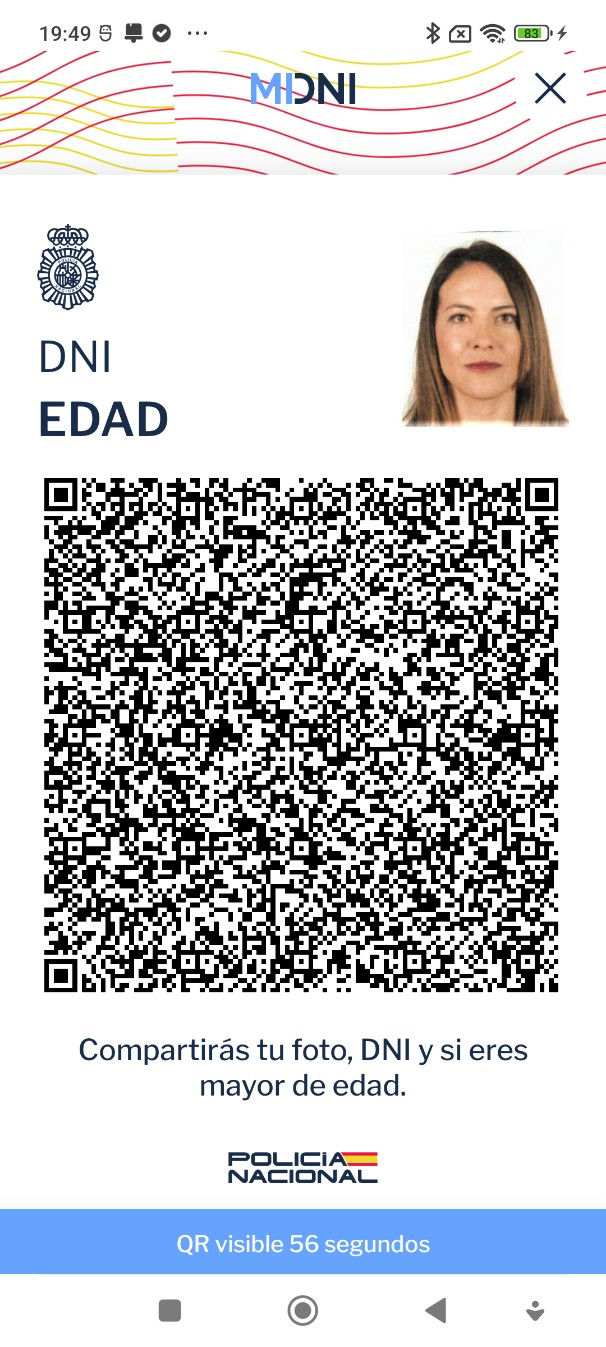 19:49
83
MIDNI
DNI
EDAD
Compartirás tu foto, DNI y si eres
mayor de edad.
POLICÍA
NACIONAL
QR visible 56 segundos